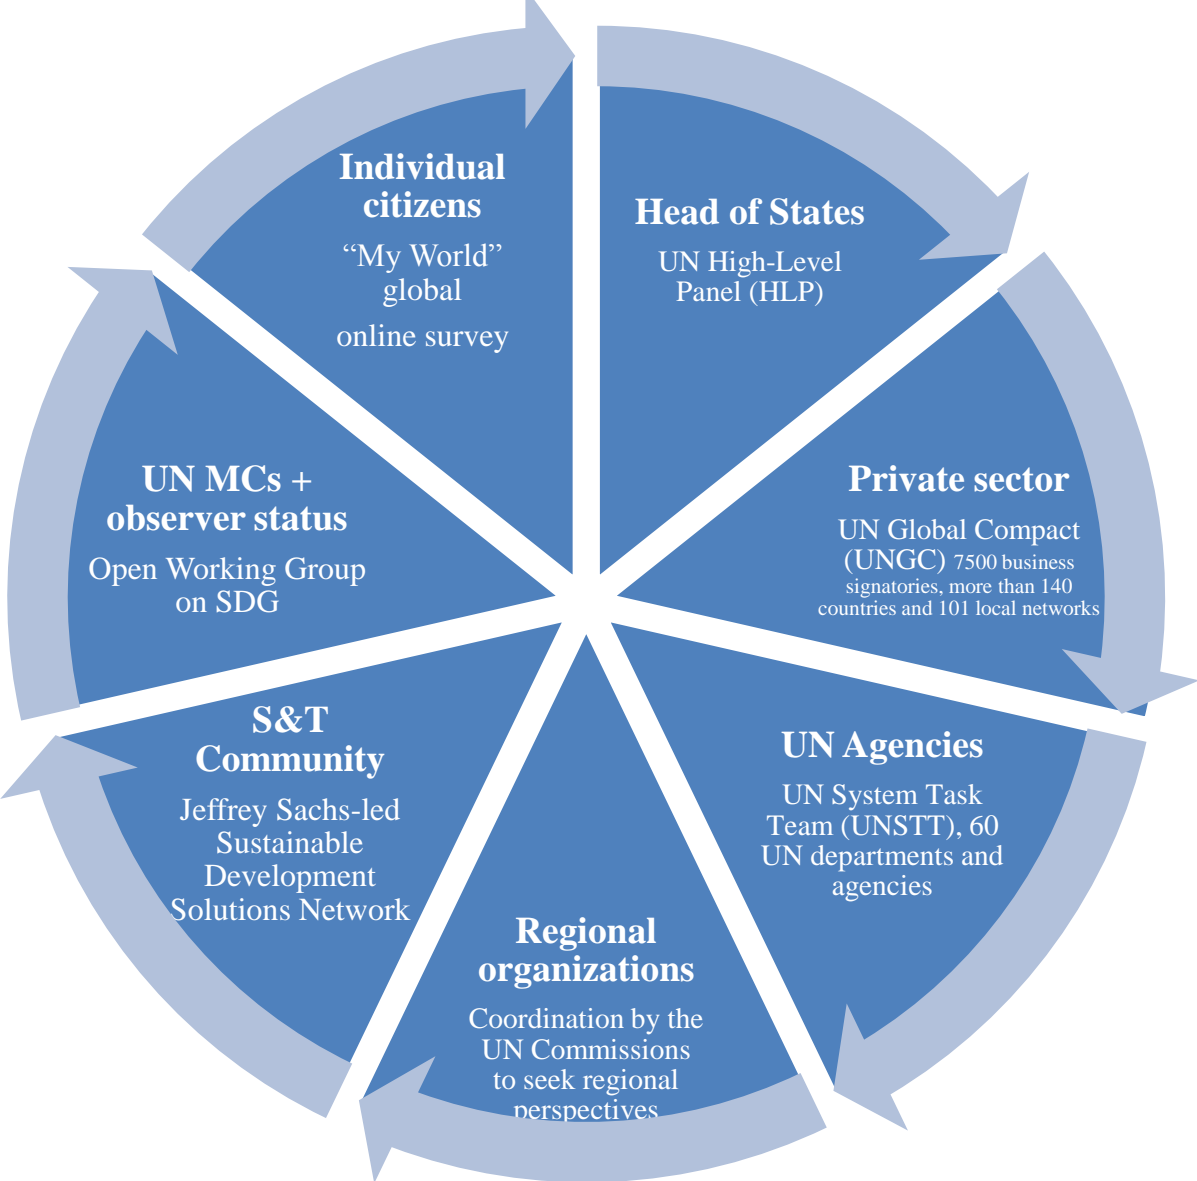 Head of States
UN High-Level
Panel (HLP)
Private sector
UN Global Compact
(UNGC) 7500 business
signatories, more than 140
countries and 101 local networks
UN Agencies
UN System Task
Team (UNSTT), 60
UN departments and
agencies
Regional
organizations
Coordination by the
UN Commissions
to seek regional
perspectives
S&T
Community
Jeffrey Sachs-led
Sustainable
Development
Solutions Network
UN MCs +
observer status
Open Working Group
on SDG
Individual
citizens
“My World”
global
online survey